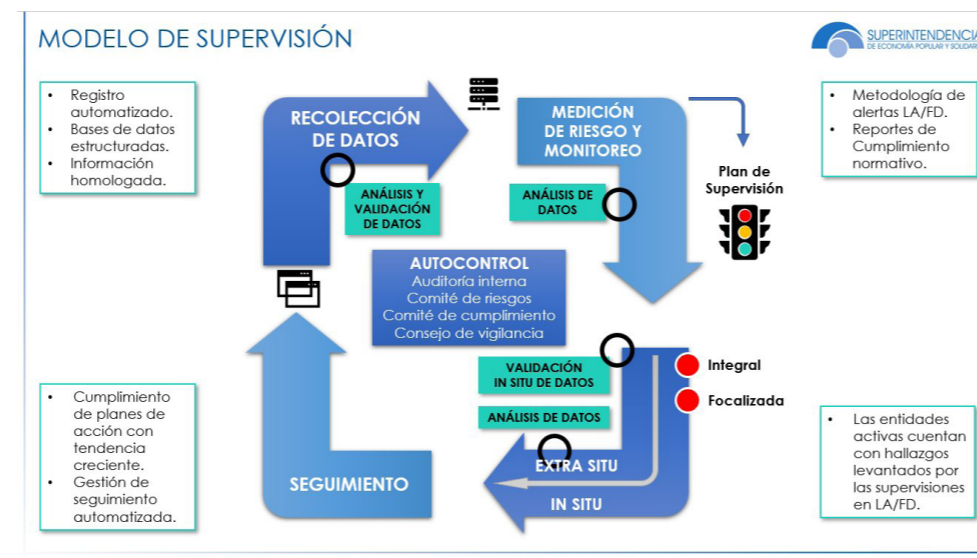 MODELO DE SUPERVISIÓN
SUPERINTENDENCIA
DE ECONOMÍA POPULAR Y SOLIDAR
• Registro
automatizado.
• Bases de datos
estructuradas.
• Información
homologada.
RECOLECCIÓN
DE DATOS
ANÁLISIS Y
VALIDACIÓN
DE DATOS
MEDICIÓN
DE RIESGO Y
MONITOREO
ANÁLISIS DE
DATOS
Plan de
Supervisión
• Metodología de
alertas LA/FD.
• Reportes de
Cumplimiento
normativo.
AUTOCONTROL
Auditoría interna
Comité de riesgos
Comité de cumplimiento
Consejo de vigilancia
VALIDACIÓN
IN SITU DE DATOS
ANÁLISIS DE DATOS
Integral
Focalizada
EXTRA SITU
IN SITU
SEGUIMIENTO
• Cumplimiento
de planes de
acción con
tendencia
creciente.
• Gestión de
seguimiento
automatizada.
• Las entidades
activas cuentan
con hallazgos
levantados por
las supervisiones
en LA/FD.